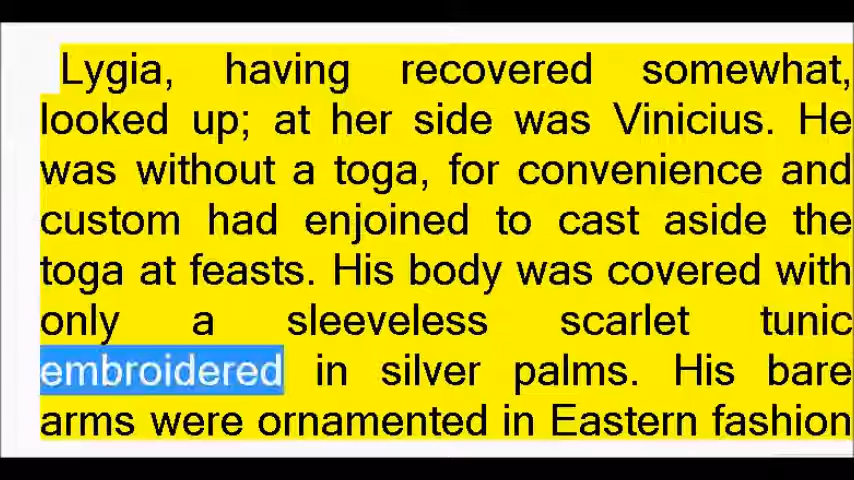 Lygia, having recovered somewhat,
looked up; at her side was Vinicius. He
was without a toga, for convenience and
custom had enjoined to cast aside the
toga at feasts. His body was covered with
only a sleeveless scarlet tunic
embroidered in silver palms. His bare
arms were ornamented in Eastern fashion